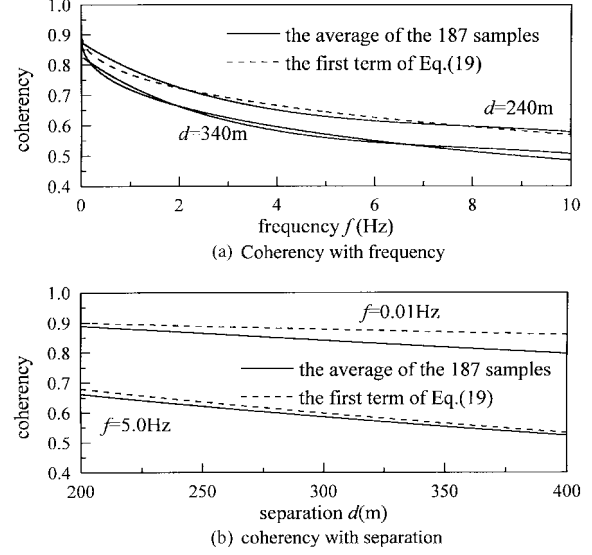 1.0
0.9
0.8
0.7
0.6
0.5
0.4
coherency
the average of the 187 samples
the first term of Eq.(19)
d=240m
d=340m
0 2 4 6 8 10
frequency f (Hz)
(a) Coherency with frequency
1.0
0.9
0.8
0.7
0.6
0.5
0.4
coherency
f=0.01Hz
the average of the 187 samples
the first term of Eq.(19)
f=5.0Hz
200 250 300 350 400
separation d(m)
(b) coherency with separation